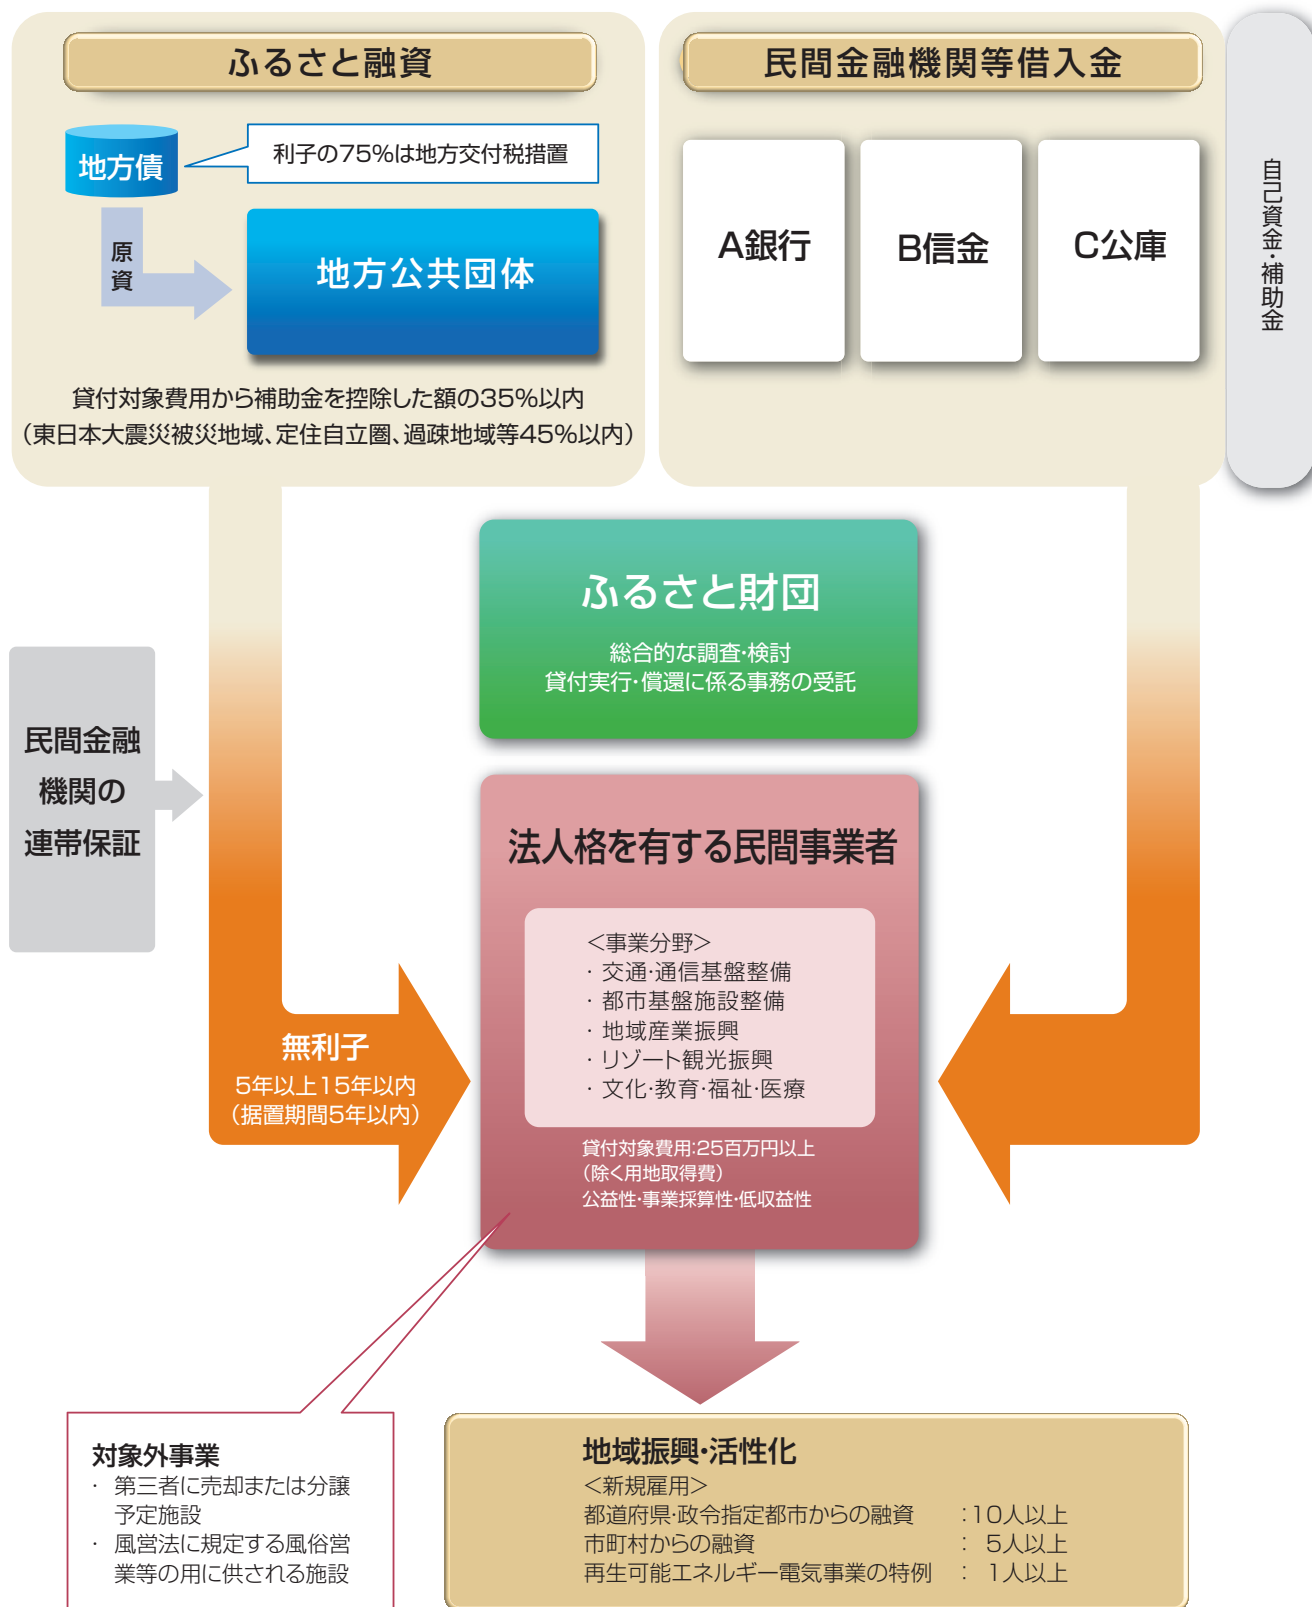 ふるさと融資
地方債
利子の75%は地方交付税措置
原資
地方公共団体
貸付対象費用から補助金を控除した額の35%以内
(東日本大震災被災地域、定住自立圏、過疎地域等45%以内)
民間金融機関等借入金
A銀行
B信金
C公庫
自己資金・補助金
ふるさと財団
総合的な調査・検討
貸付実行・償還に係る事務の受託
民間金融
機関の
連帯保証
無利子
5年以上15年以内
(据置期間5年以内)
法人格を有する民間事業者
<事業分野>
・交通・通信基盤整備
・都市基盤施設整備
・地域産業振興
・リゾート観光振興
・文化・教育・福祉・医療
貸付対象費用:25百万円以上
(除く用地取得費)
公益性・事業採算性・低収益性
対象外事業
・第三者に売却または分譲
予定施設
・風営法に規定する風俗営
業等の用に供される施設
地域振興・活性化
<新規雇用>
都道府県・政令指定都市からの融資 :10人以上
市町村からの融資 : 5人以上
再生可能エネルギー電気事業の特例 : 1人以上